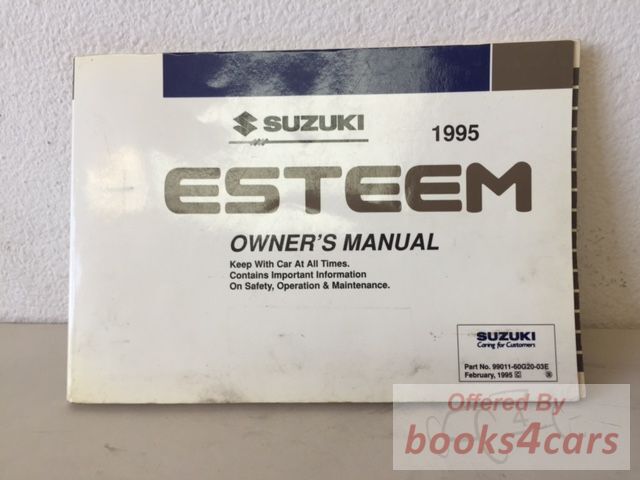 SUZUKI
1995
ESTEEM
OWNER'S MANUAL
Keep With Car At All Times.
Contains Important Information
On Safety, Operation & Maintenance.
SUZUKI
Caring for Customers
Part No. 99011-60G20-03E
February, 1995
Offered By
books4cars